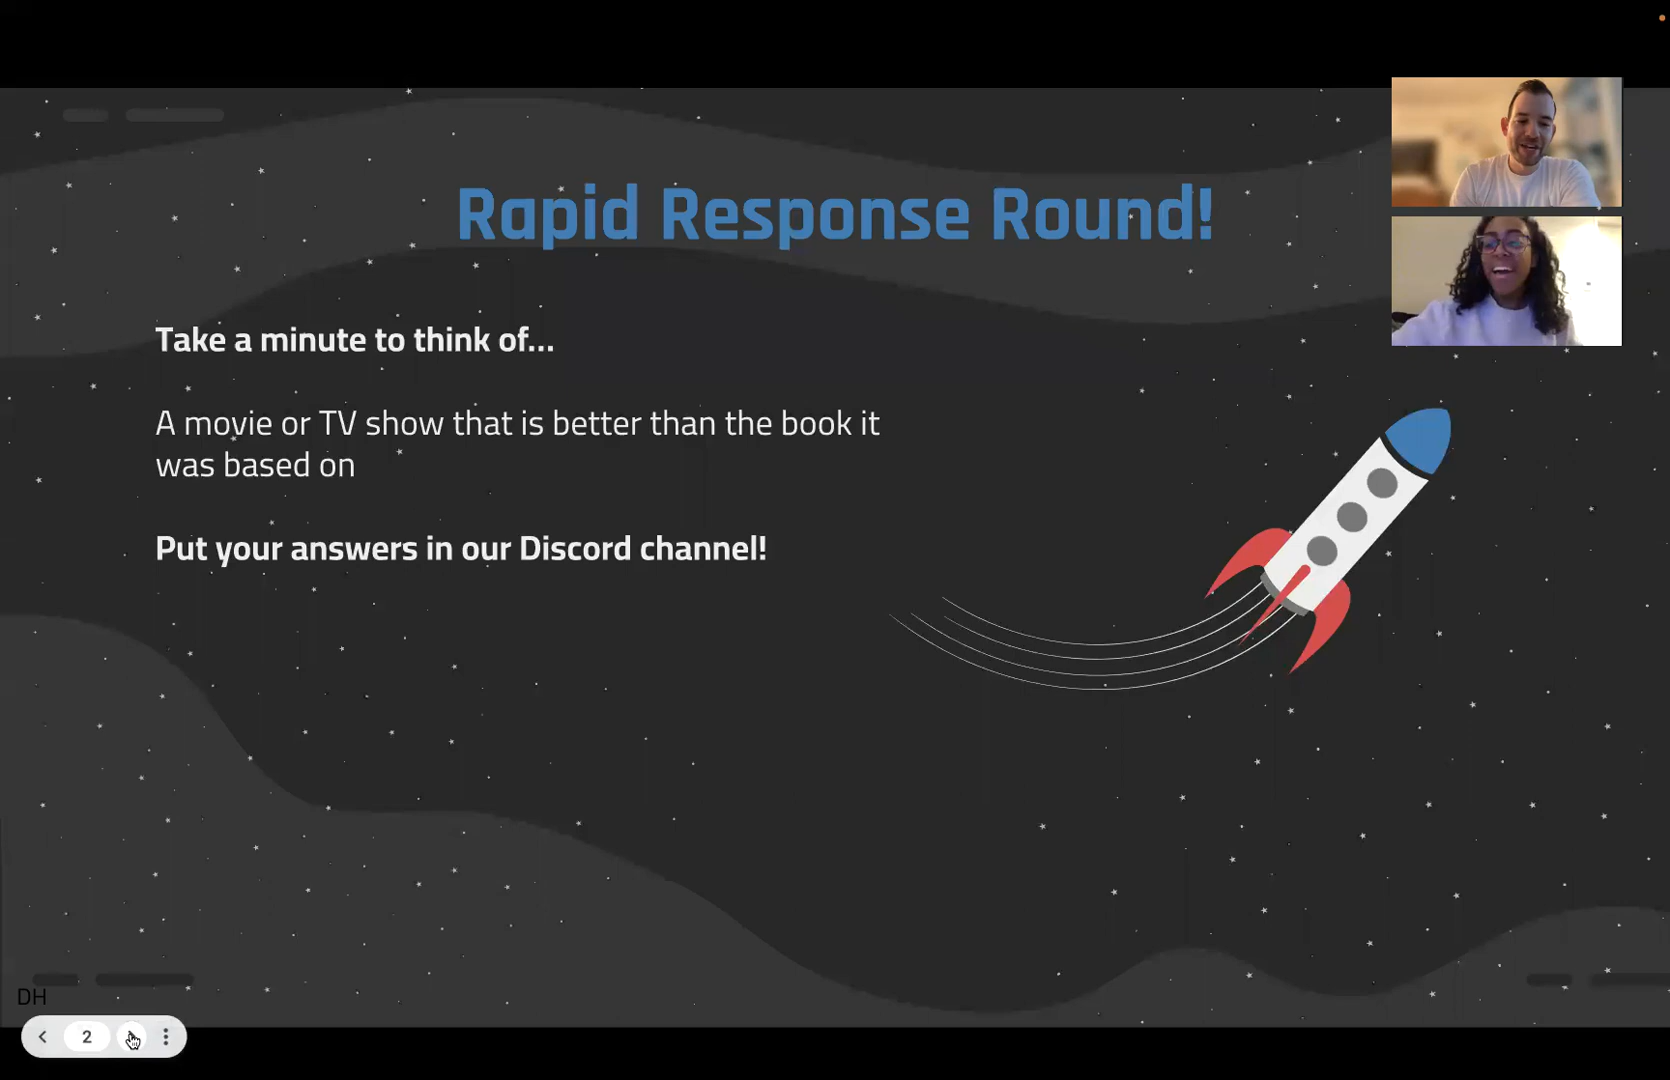 Rapid Response Round!
Take a minute to think of...
A movie or TV show that is better than the book it
was based on
Put your answers in our Discord channel!
DH
2